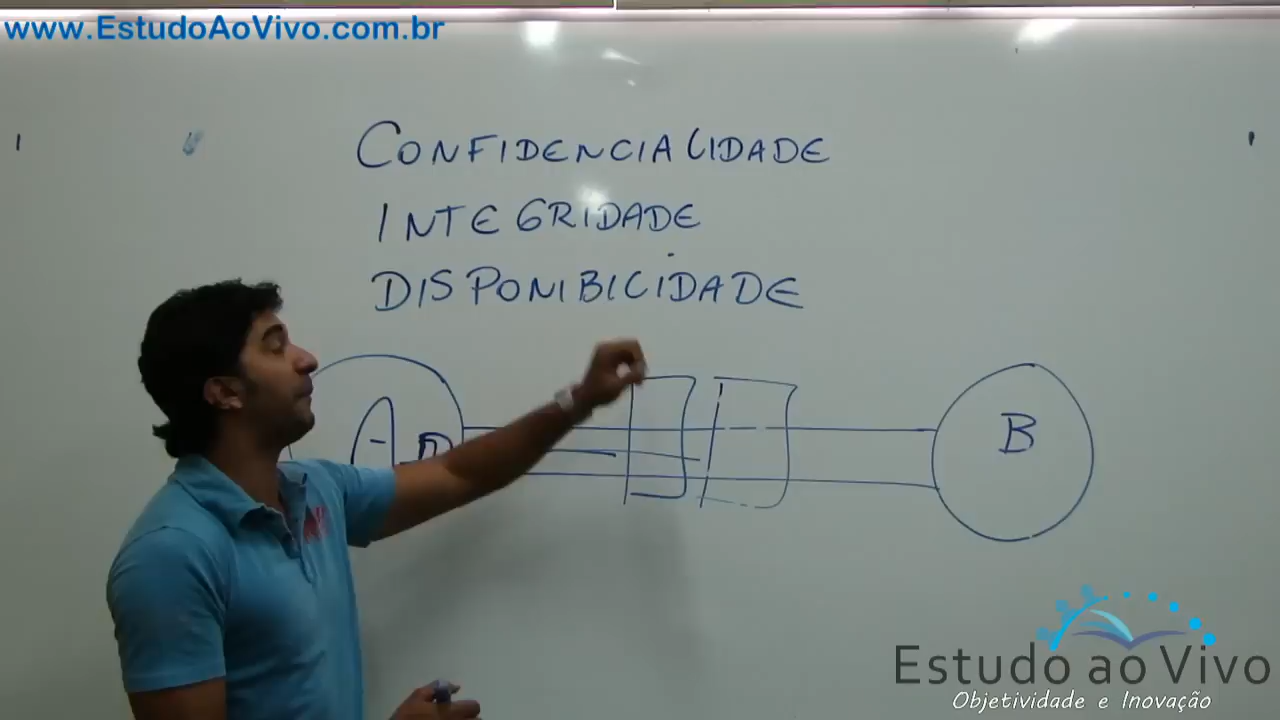 www.EstudoAoVivo.com.br
CONFIDENCIALIDADE
INTEGRIDADE
DISPONIBILIDADE
A
B
Estudo ao Vivo
Objetividade e Inovação